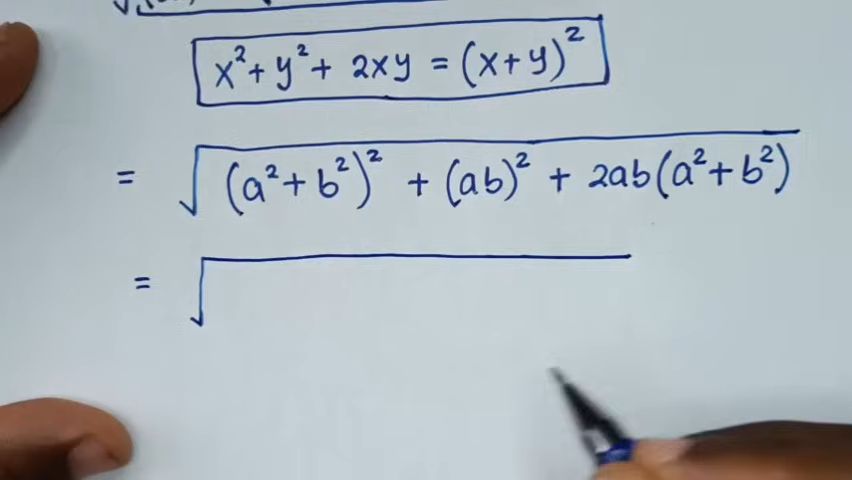 x² + y² + 2xy = (x+y)²
= √((a² + b²)² + (ab)² + 2ab(a² + b²))
= √